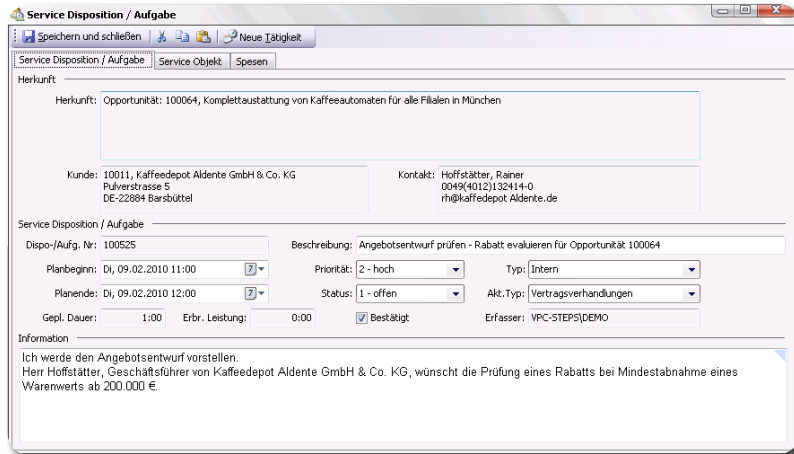 Service Disposition / Aufgabe
Speichern und schließen Neue Tätigkeit
Service Disposition / Aufgabe Service Objekt Spesen
Herkunft
Herkunft: Opportunität: 100064, Komplettaustattung von Kaffeeautomaten für alle Filialen in München
Kunde: 10011, Kaffeedepot Aldente GmbH & Co. KG Kontakt: Hoffstätter, Rainer
Pulverstrasse 5 0049(4012)132414-0
DE-22884 Barsbüttel rh@kaffedepot Aldente.de
Service Disposition / Aufgabe
Dispo-/Aufg. Nr: 100525 Beschreibung: Angebotsentwurf prüfen - Rabatt evaluieren für Opportunität 100064
Planbeginn: Di, 09.02.2010 11:00 7 Priorität: 2 - hoch Typ: Intern
Planende: Di, 09.02.2010 12:00 7 Status: 1 - offen Akt.Typ: Vertragsverhandlungen
Gepl. Dauer: 1:00 Erbr. Leistung: 0:00 Bestätigt Erfasser: VPC-STEPS\DEMO
Information
Ich werde den Angebotsentwurf vorstellen.
Herr Hoffstätter, Geschäftsführer von Kaffeedepot Aldente GmbH & Co. KG, wünscht die Prüfung eines Rabatts bei Mindestabnahme eines
Warenwerts ab 200.000 €.